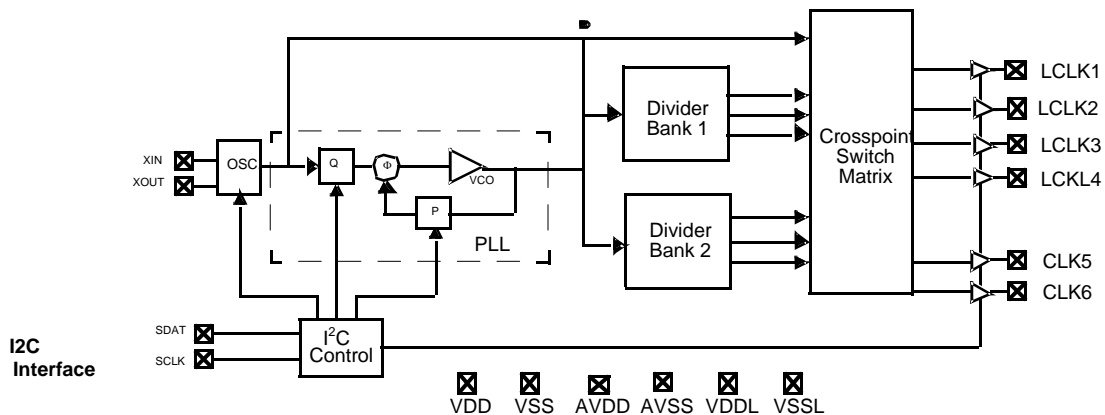 LCLK1
LCLK2
LCLK3
LCKL4
CLK5
CLK6
Divider
Bank 1
Divider
Bank 2
Crosspoint
Switch
Matrix
XIN
XOUT
OSC
Q
Φ
VCO
P
PLL
SDAT
SCLK
I2C
Control
I2C
Interface
VDD VSS AVDD AVSS VDDL VSSL